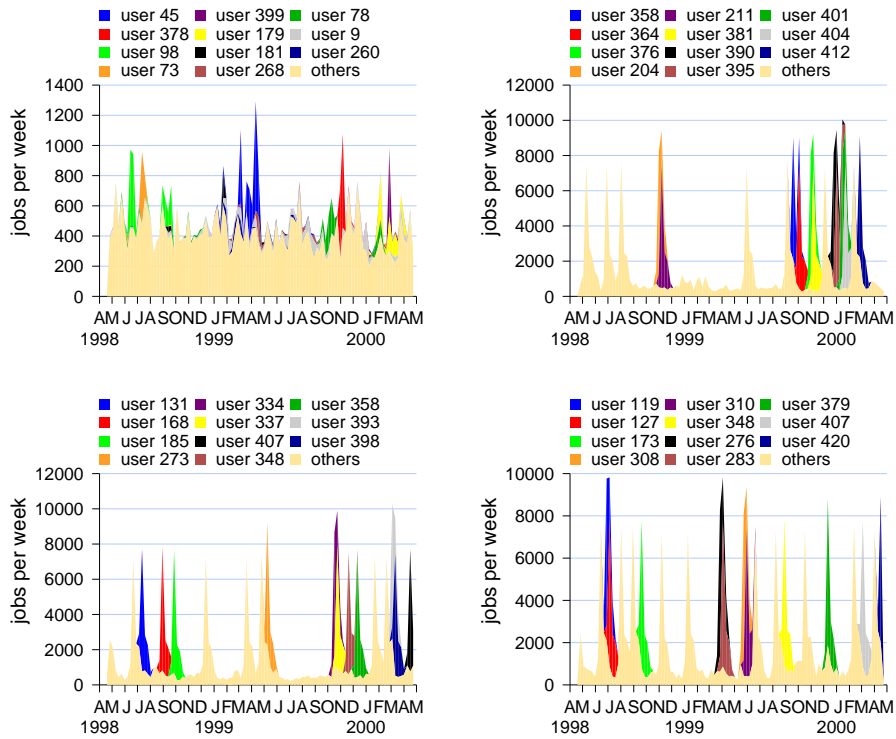 user 45 user 399 user 78
user 378 user 179 user 9
user 98 user 181 user 260
user 73 user 268 others
1400
1200
1000
800
600
400
200
0
jobs per week
AM J JA SOND J FMAM J JA SOND J FMAM
1998 1999 2000
user 358 user 211 user 401
user 364 user 381 user 404
user 376 user 390 user 412
user 204 user 395 others
12000
10000
8000
6000
4000
2000
0
jobs per week
AM J JA SOND J FMAM J JA SOND J FMAM
1998 1999 2000
user 131 user 334 user 358
user 168 user 337 user 393
user 185 user 407 user 398
user 273 user 348 others
12000
10000
8000
6000
4000
2000
0
jobs per week
AM J JA SOND J FMAM J JA SOND J FMAM
1998 1999 2000
user 119 user 310 user 379
user 127 user 348 user 407
user 173 user 276 user 420
user 308 user 283 others
10000
8000
6000
4000
2000
0
jobs per week
AM J JA SOND J FMAM J JA SOND J FMAM
1998 1999 2000